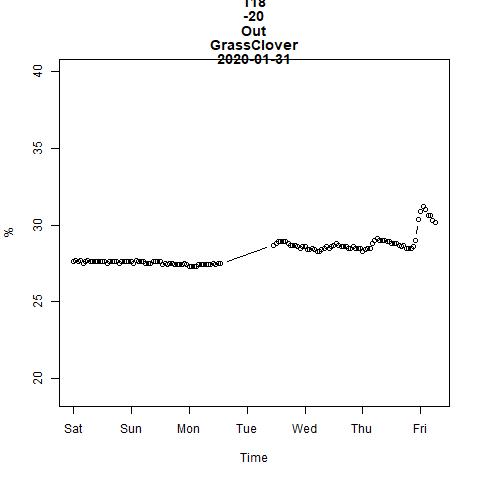 118
-20
Out
GrassClover
2020-01-31
%
40
35
30
25
20
Sat
Sun
Mon
Tue
Wed
Thu
Fri
Time